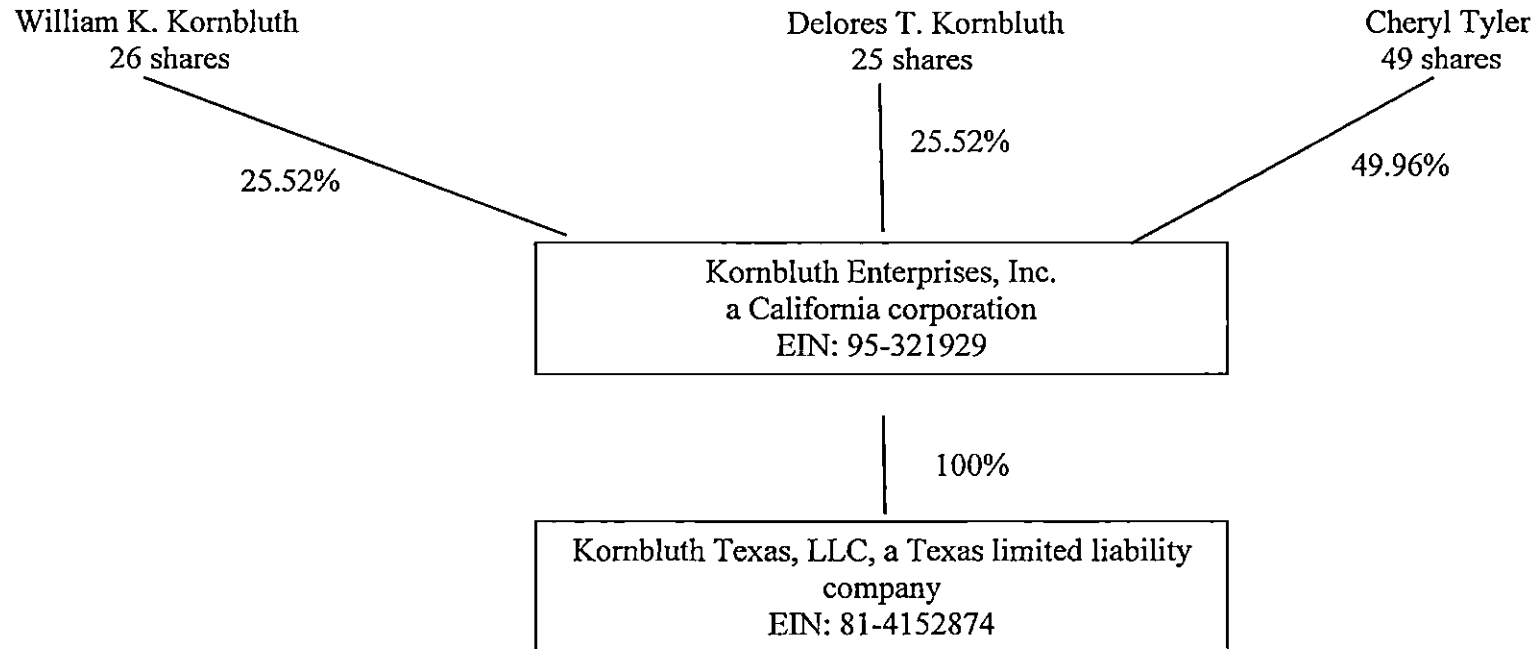 William K. Kornbluth
26 shares
Delores T. Kornbluth
25 shares
Cheryl Tyler
49 shares
25.52%
25.52%
49.96%
Kornbluth Enterprises, Inc.
a California corporation
EIN: 95-321929
100%
Kornbluth Texas, LLC, a Texas limited liability
company
EIN: 81-4152874